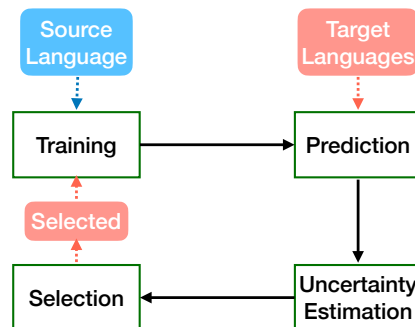 Source
Language
Target
Languages
Training
Prediction
Selected
Selection
Uncertainty
Estimation